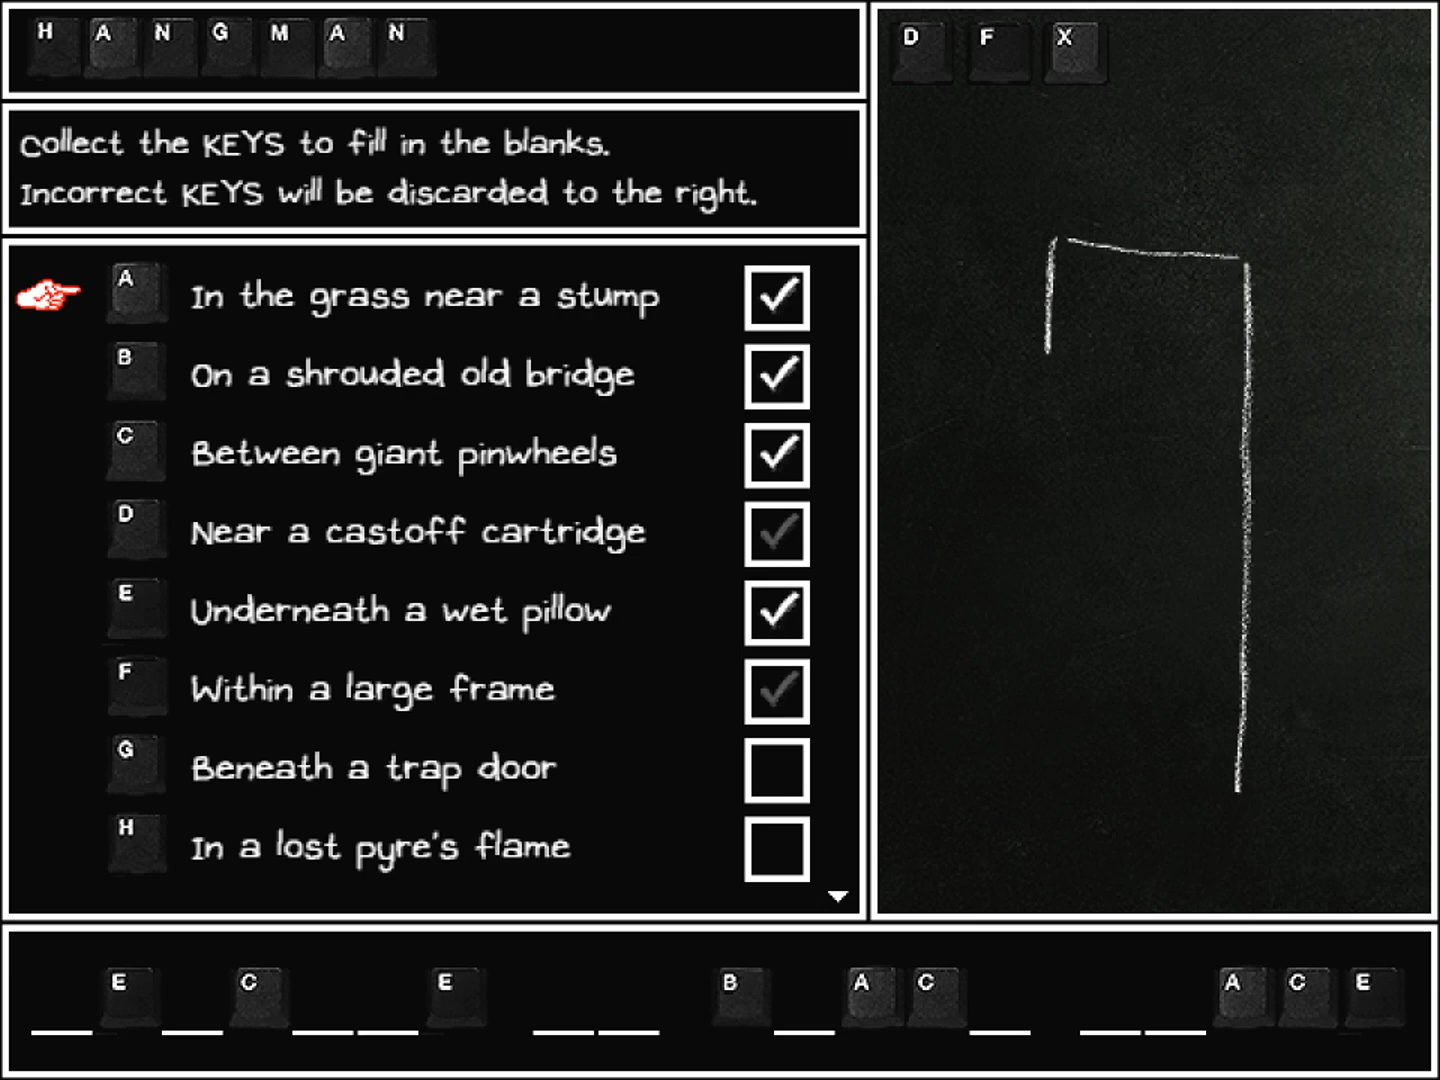 H A N G M A N
D F X
Collect the KEYS to fill in the blanks.
Incorrect KEYS will be discarded to the right.
A In the grass near a stump
B On a shrouded old bridge
C Between giant pinwheels
D Near a castoff cartridge
E Underneath a wet pillow
F Within a large frame
G Beneath a trap door
H In a lost pyre's flame
_ E _ C _ _ E _ _ B _ A C _ _ _ A C E